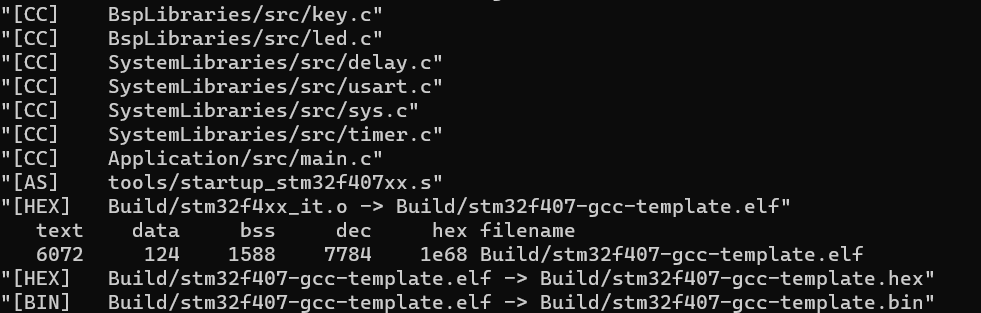 "[CC]    BspLibraries/src/key.c"
"[CC]    BspLibraries/src/led.c"
"[CC]    SystemLibraries/src/delay.c"
"[CC]    SystemLibraries/src/usart.c"
"[CC]    SystemLibraries/src/sys.c"
"[CC]    SystemLibraries/src/timer.c"
"[CC]    Application/src/main.c"
"[AS]    tools/startup_stm32f407xx.s"
"[HEX]   Build/stm32f4xx_it.o -> Build/stm32f407-gcc-template.elf"
   text    data     bss     dec     hex filename
   6072     124    1588    7784    1e68 Build/stm32f407-gcc-template.elf
"[HEX]   Build/stm32f407-gcc-template.elf -> Build/stm32f407-gcc-template.hex"
"[BIN]   Build/stm32f407-gcc-template.elf -> Build/stm32f407-gcc-template.bin"